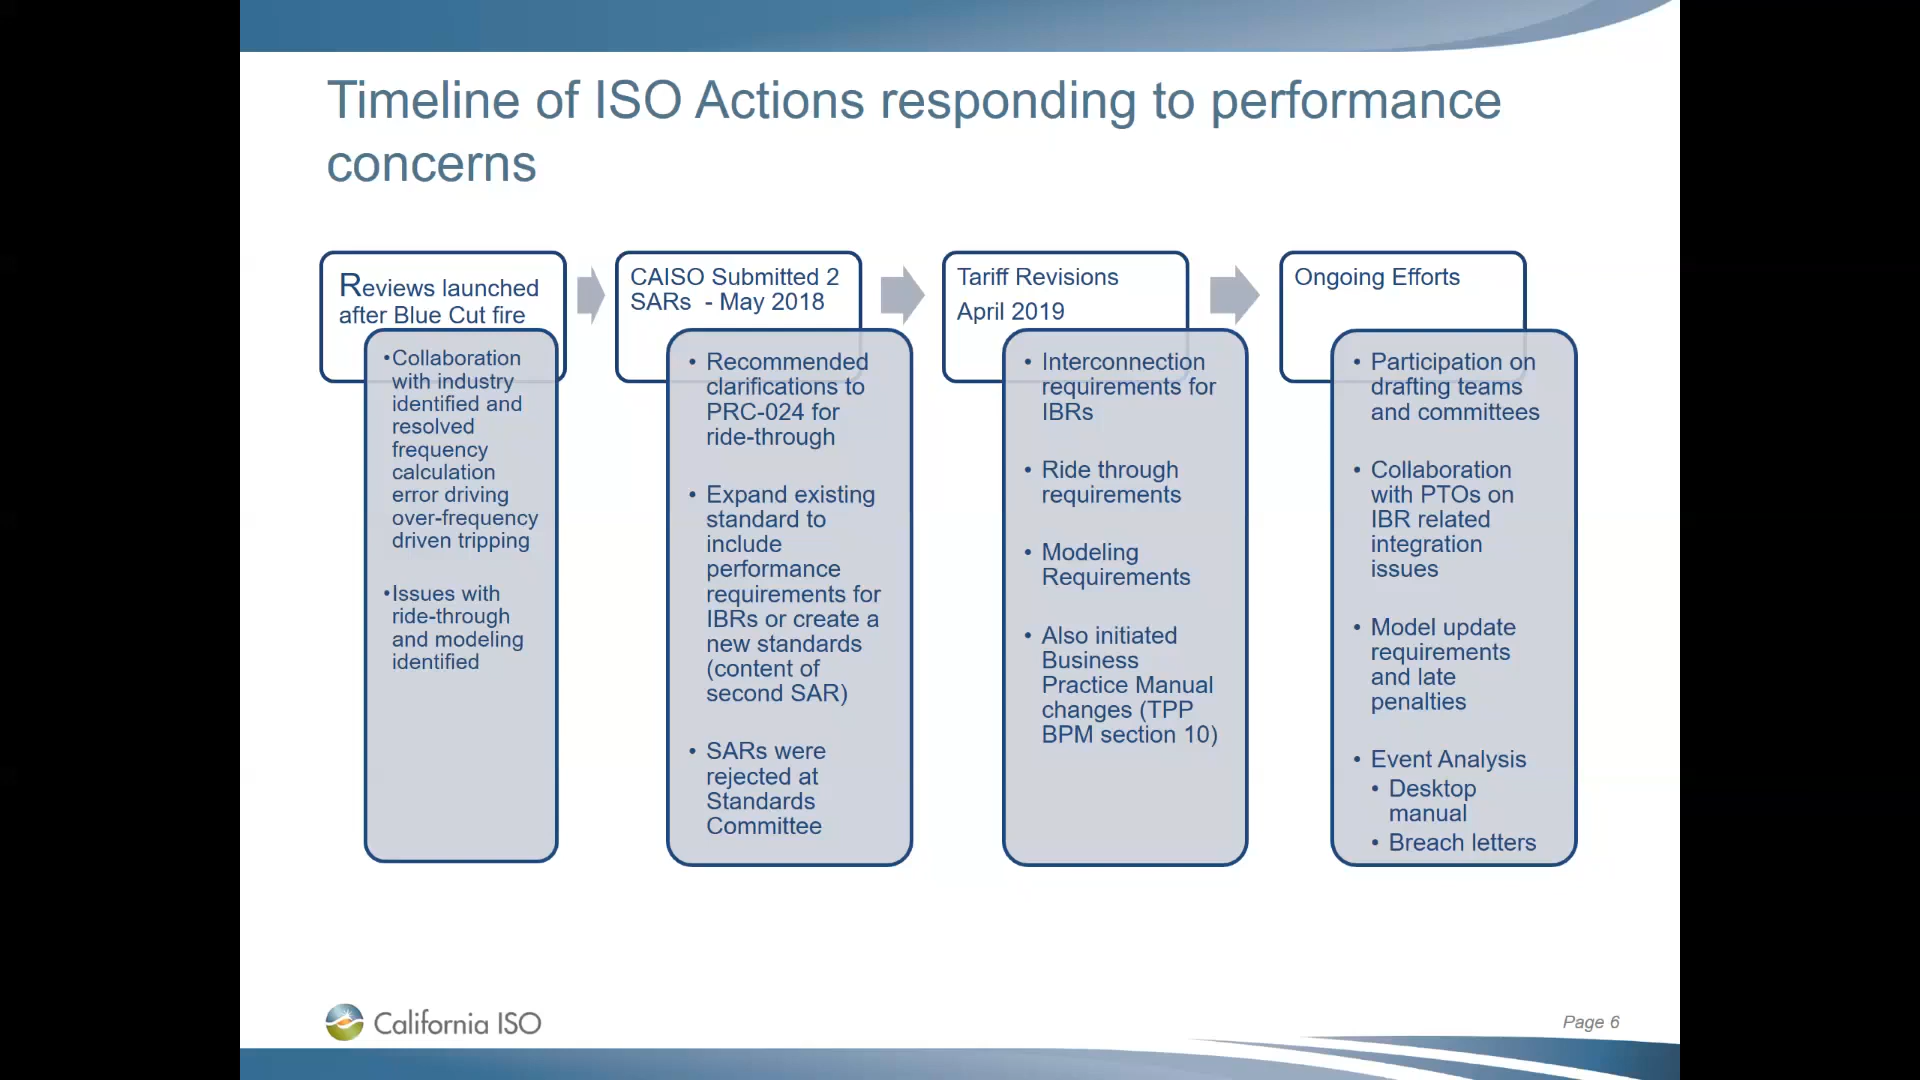 Timeline of ISO Actions responding to performance
concerns
Reviews launched
after Blue Cut fire
•Collaboration
with industry
identified and
resolved
frequency
calculation
error driving
over-frequency
driven tripping
•Issues with
ride-through
and modeling
identified
CAISO Submitted 2
SARs - May 2018
• Recommended
clarifications to
PRC-024 for
ride-through
• Expand existing
standard to
include
performance
requirements for
IBRs or create a
new standards
(content of
second SAR)
• SARs were
rejected at
Standards
Committee
Tariff Revisions
April 2019
• Interconnection
requirements for
IBRs
• Ride through
requirements
• Modeling
Requirements
• Also initiated
Business
Practice Manual
changes (TPP
BPM section 10)
Ongoing Efforts
• Participation on
drafting teams
and committees
• Collaboration
with PTOs on
IBR related
integration
issues
• Model update
requirements
and late
penalties
• Event Analysis
• Desktop
manual
• Breach letters
California ISO
Page 6